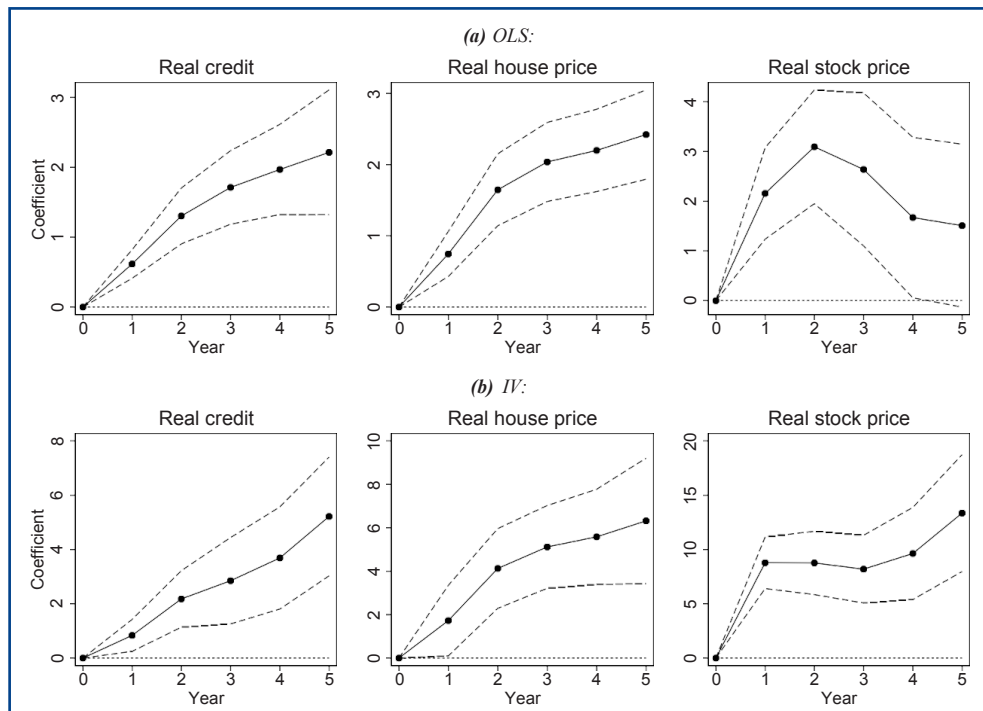 (a) OLS:
Real credit
Real house price
Real stock price
Coefficient
0 1 2 3
0 1 2 3
0 1 2 3 4
0 1 2 3 4 5
0 1 2 3 4 5
0 1 2 3 4 5
Year
Year
Year
(b) IV:
Real credit
Real house price
Real stock price
Coefficient
0 2 4 6 8
0 2 4 6 8 10
0 5 10 15 20
0 1 2 3 4 5
0 1 2 3 4 5
0 1 2 3 4 5
Year
Year
Year